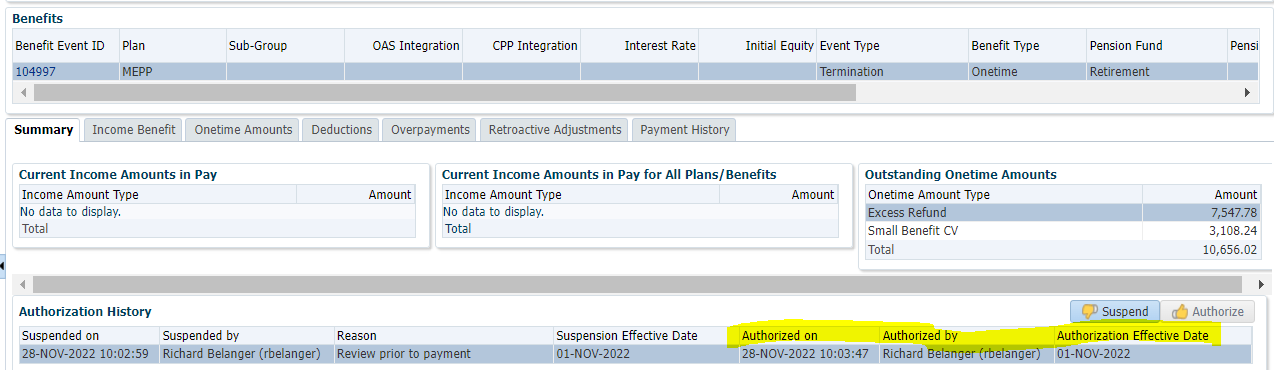 Benefits
Benefit Event ID Plan Sub-Group OAS Integration CPP Integration Interest Rate Initial Equity Event Type Benefit Type Pension Fund Pensi
104997 MEPP Termination Onetime Retirement
Summary Income Benefit Onetime Amounts Deductions Overpayments Retroactive Adjustments Payment History
Current Income Amounts in Pay Current Income Amounts in Pay for All Plans/Benefits Outstanding Onetime Amounts
Income Amount Type Amount Income Amount Type Amount Onetime Amount Type Amount
No data to display. No data to display. Excess Refund 7,547.78
Total Total Small Benefit CV 3,108.24
Total 10,656.02
Authorization History Suspend Authorize
Suspended on Suspended by Reason Suspension Effective Date Authorized on Authorized by Authorization Effective Date
28-NOV-2022 10:02:59 Richard Belanger (rbelanger) Review prior to payment 01-NOV-2022 28-NOV-2022 10:03:47 Richard Belanger (rbelanger) 01-NOV-2022